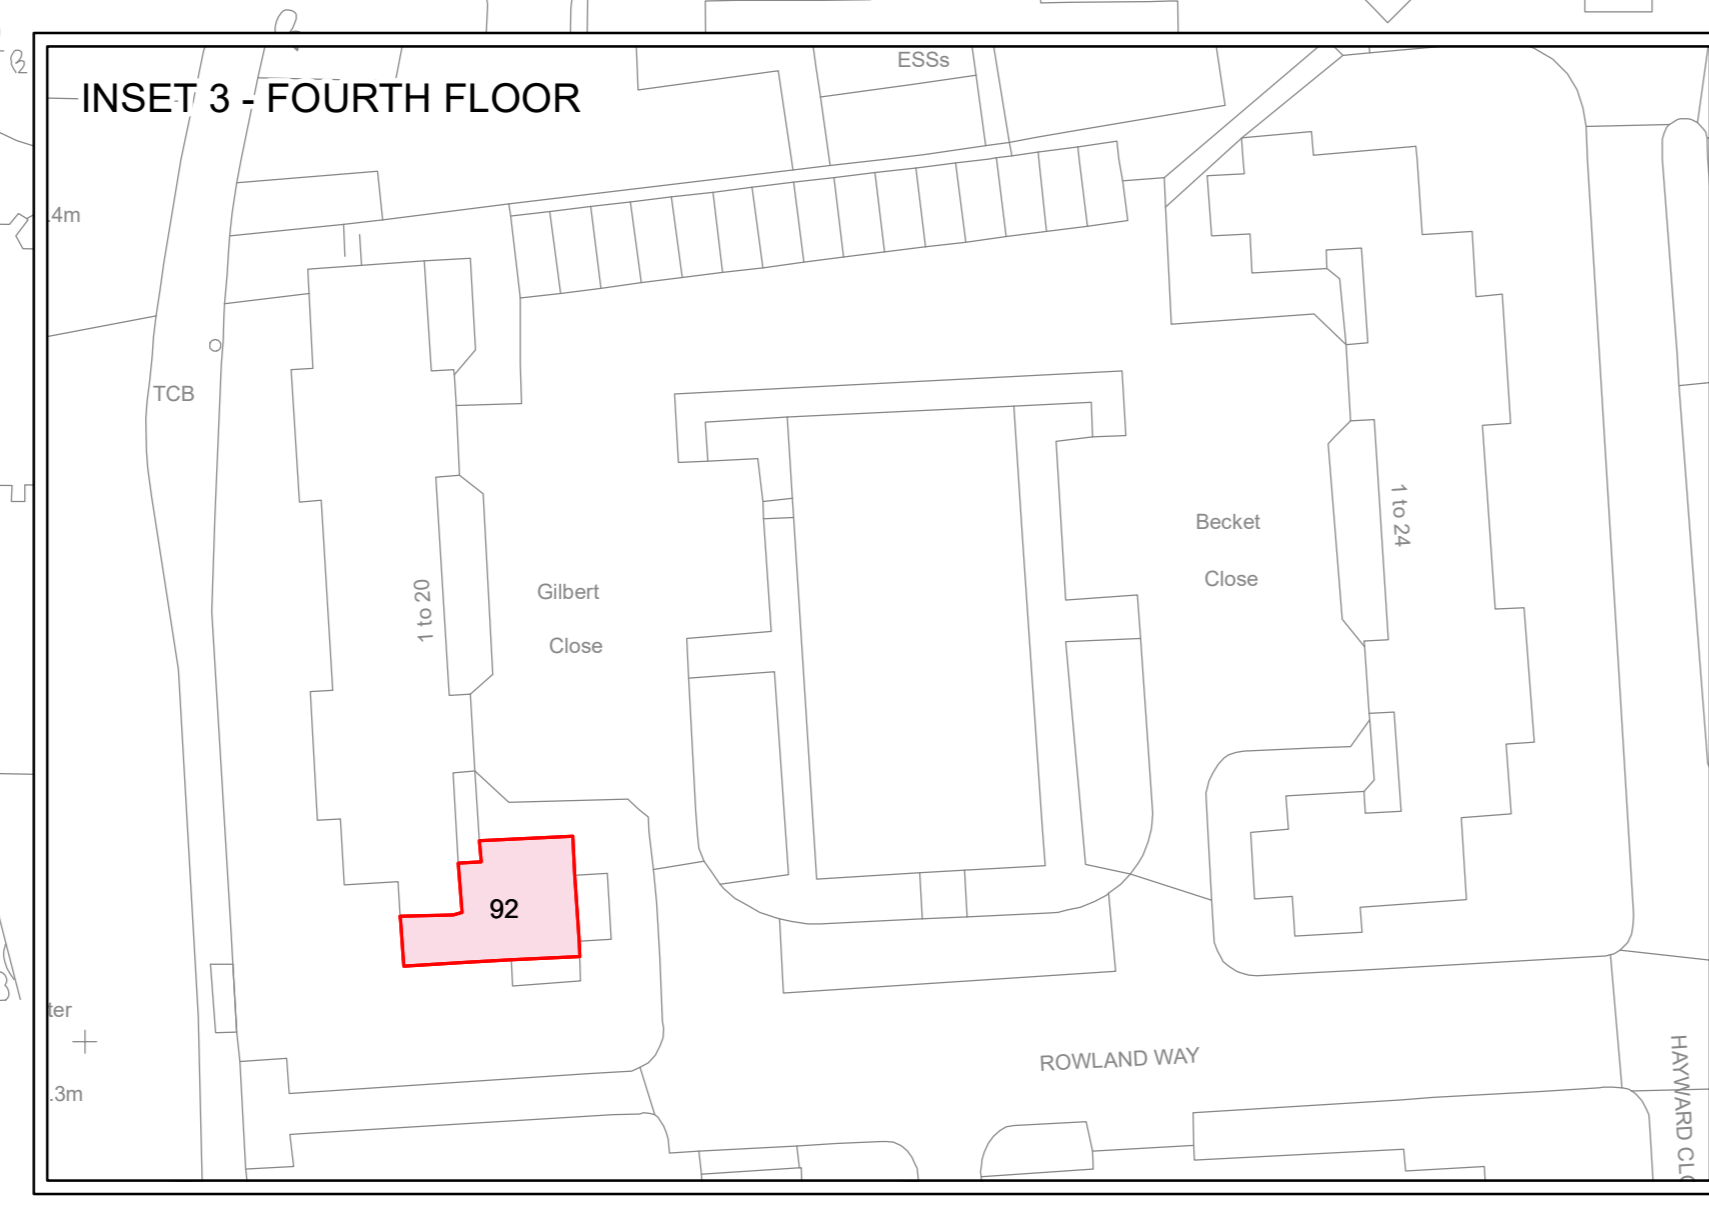 ESSs
INSET 3 - FOURTH FLOOR
.4m
TCB
1 to 24
Becket
Close
1 to 20
Gilbert
Close
92
ter
.3m
ROWLAND WAY
HAYWARD CLO